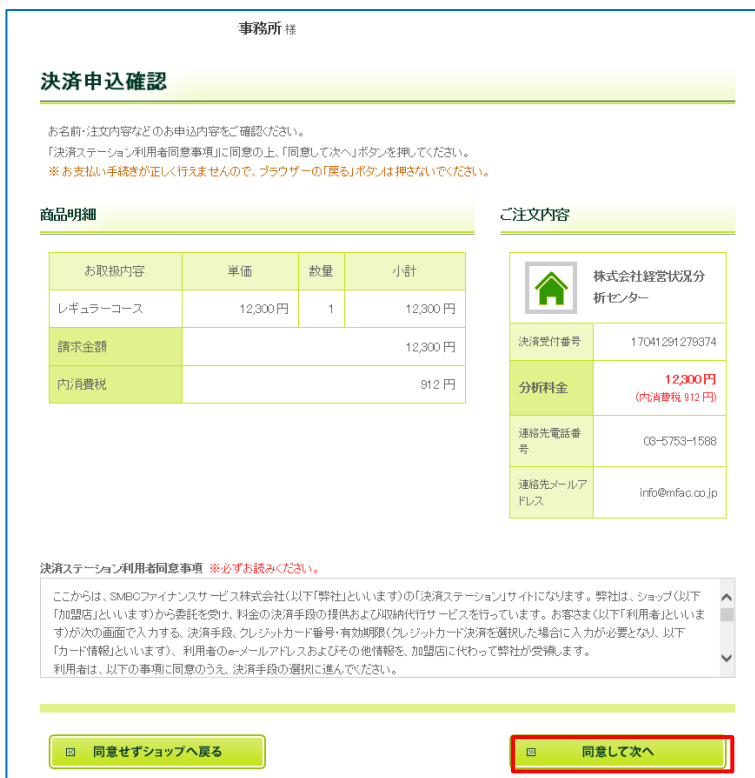 事務所 様
決済申込確認
お名前・注文内容などのお申込内容をご確認ください。
「決済ステーション利用者同意事項」に同意の上、「同意して次へ」ボタンを押してください。
※お支払い手続きが正しく行えませんので、ブラウザーの「戻る」ボタンは押さないでください。
商品明細
お取扱内容 単価 数量 小計
レギュラーコース 12,300円 1 12,300円
請求金額 12,300円
内消費税 912円
ご注文内容
株式会社経営状況分
析センター
決済受付番号 17041291279374
分析料金 12,300円
(内消費税 912 円)
連絡先電話番
号 03-5753-1588
連絡先メールア
ドレス info@mfac.co.jp
決済ステーション利用者同意事項 ※必ずお読みください。
ここからは、SMBCファイナンスサービス株式会社(以下「弊社」といいます)の「決済ステーション」サイトになります。弊社は、ショップ(以下
「加盟店」といいます)から委託を受け、料金の決済手段の提供および収納代行サービスを行っています。お客さま(以下「利用者」といいま
す)が次の画面で入力する、決済手段、クレジットカード番号・有効期限(クレジットカード決済を選択した場合に入力が必要となり、以下
「カード情報」といいます)、利用者のe-メールアドレスおよびその他情報を、加盟店に代わって弊社が受領します。
利用者は、以下の事項に同意のうえ、決済手段の選択に進んでください。
同意せずショップへ戻る
同意して次へ